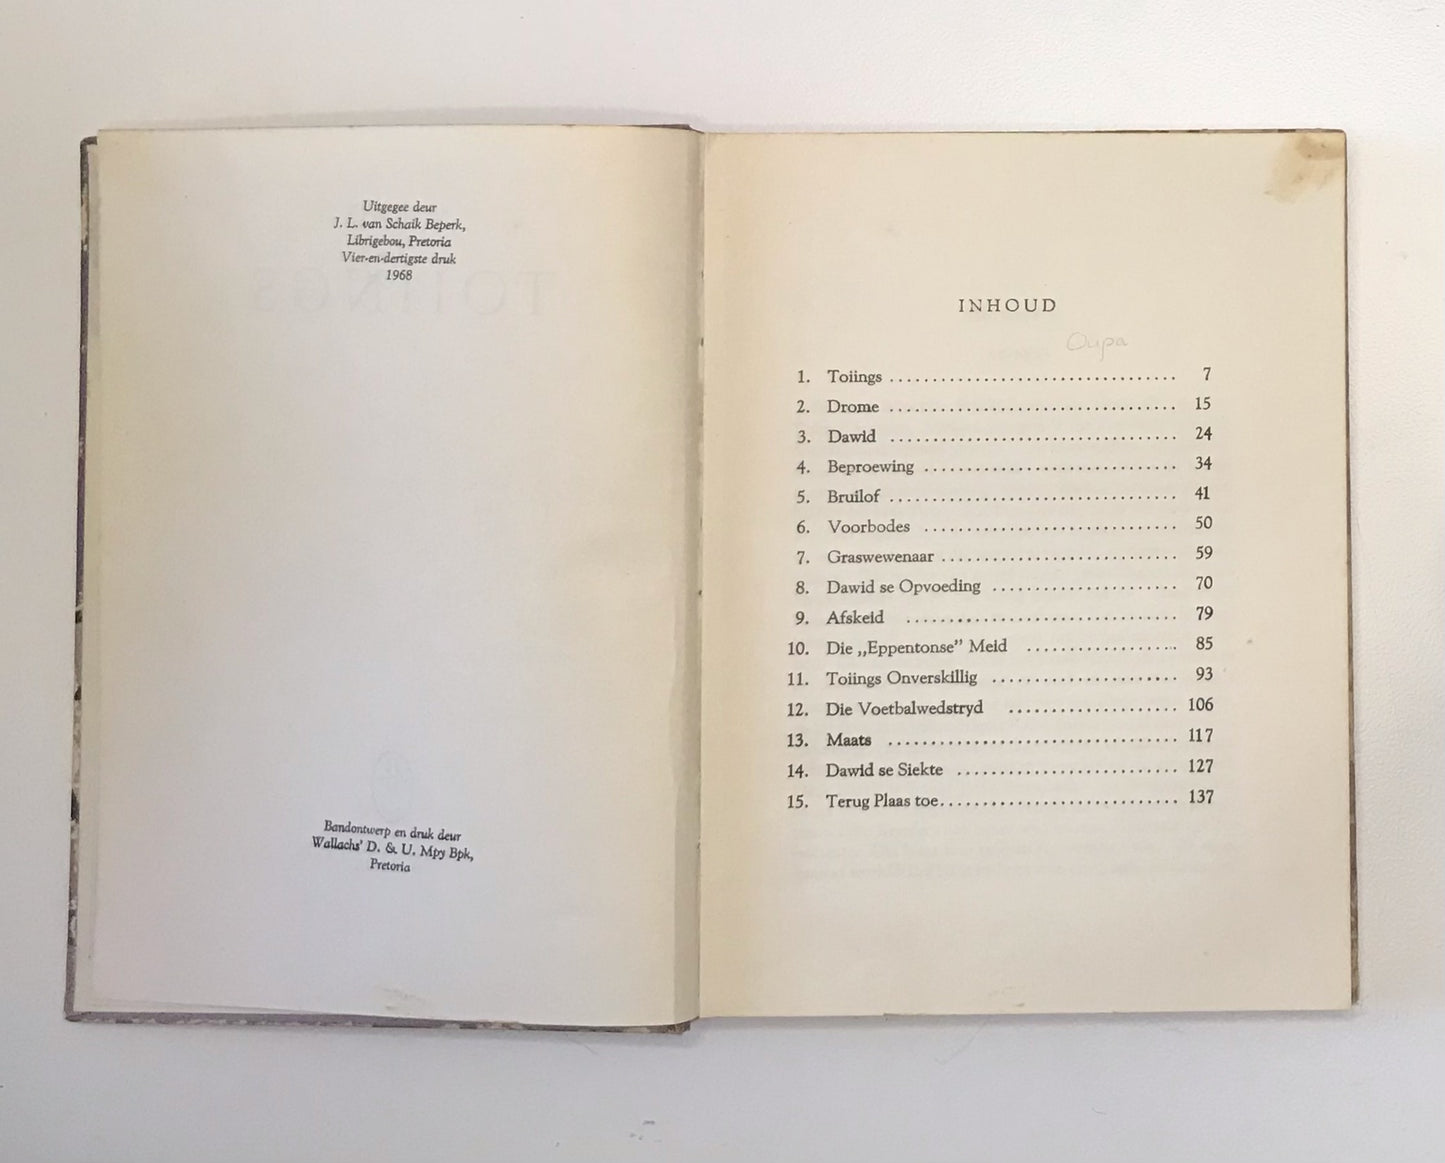 Uitgegee deur
J. L. van Schaik Beperk,
Librigebou, Pretoria
Vier-en-dertigste druk
1968
TOIINGS
Bandontwerp en druk deur
Wallachs' D. & U. Mpy Bpk,
Pretoria
INHOUD
Oupa
1. Toiings ................................. 7
2. Drome ................................. 15
3. Dawid ................................. 24
4. Beproewing ............................. 34
5. Bruilof ................................. 41
6. Voorbodes ............................. 50
7. Graswewenaar ........................... 59
8. Dawid se Opvoeding ..................... 70
9. Afskeid ............................... 79
10. Die „Eppentonse” Meid ................. 85
11. Toiings Onverskillig ..................... 93
12. Die Voetbalwedstryd ................... 106
13. Maats ................................. 117
14. Dawid se Siekte ......................... 127
15. Terug Plaas toe........................... 137